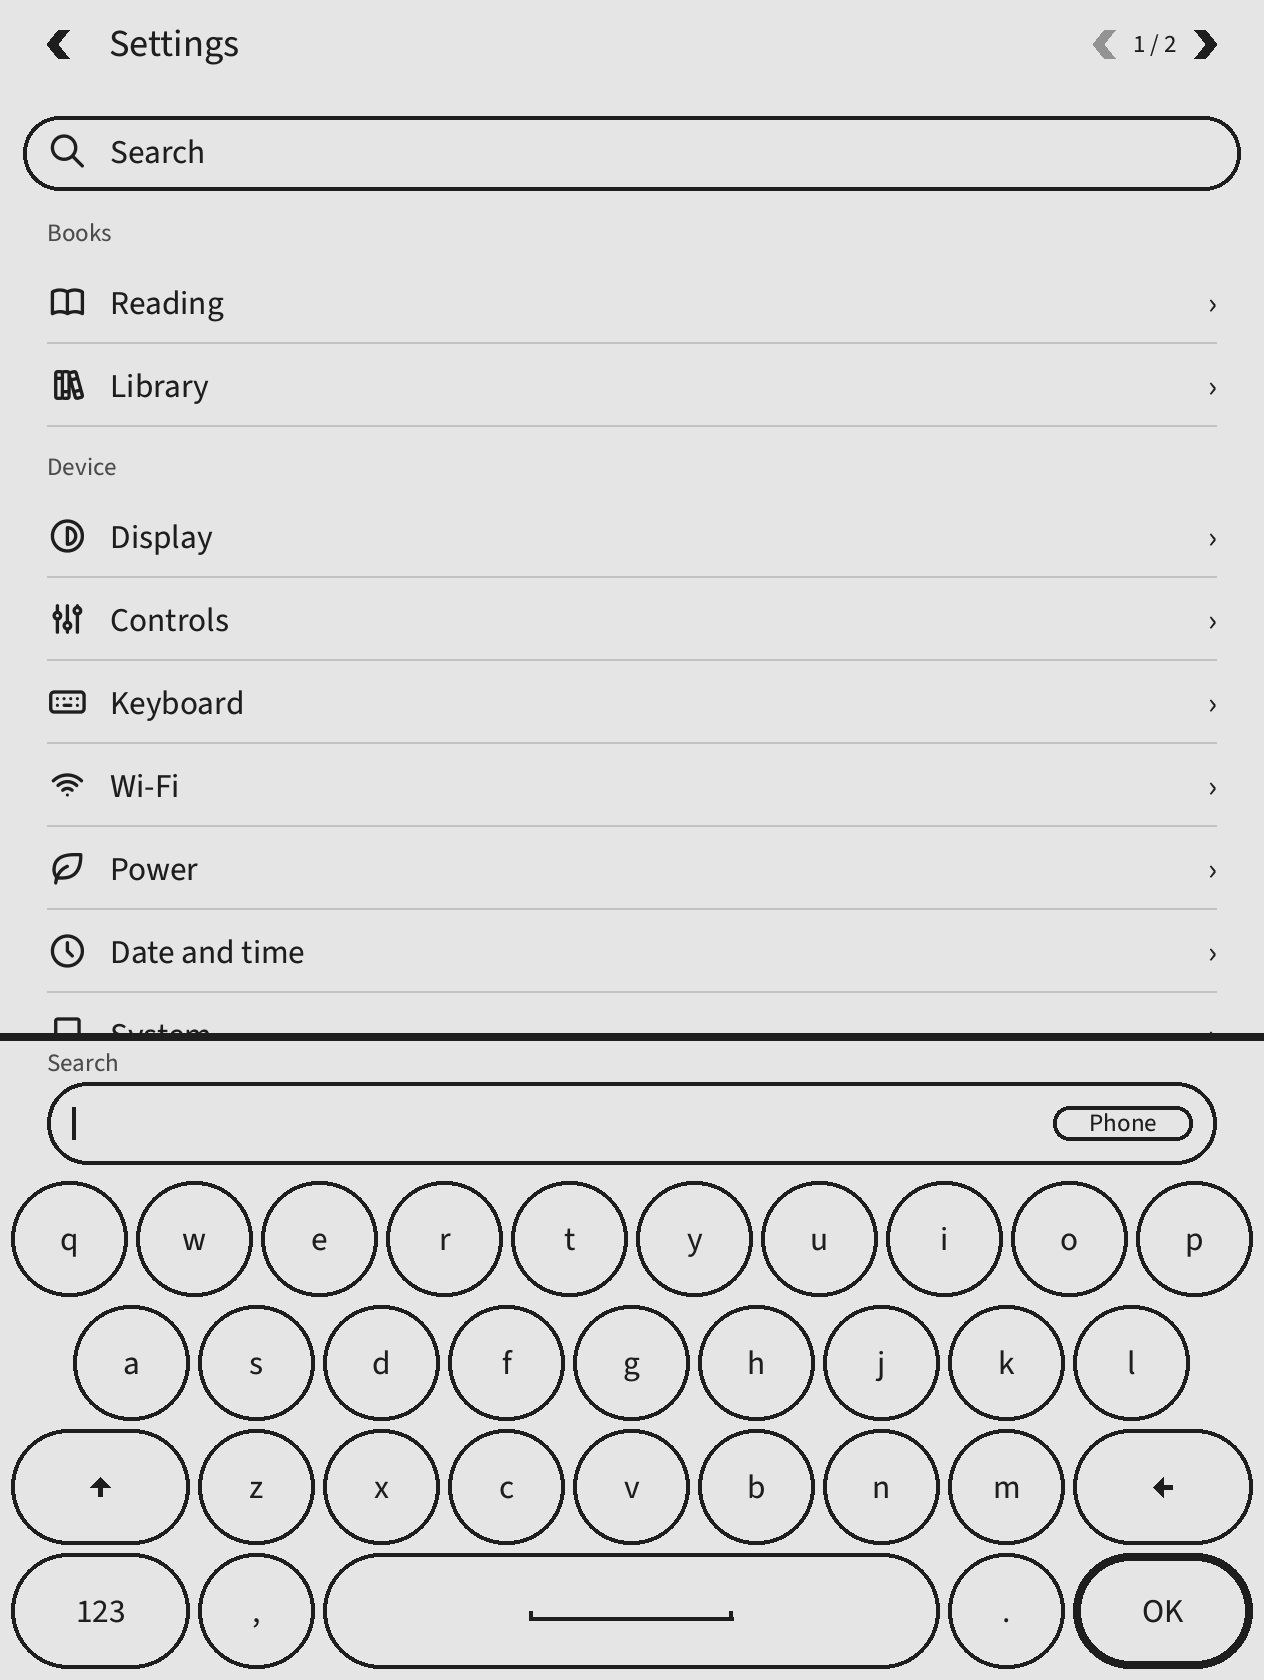 Settings
1 / 2
Search
Books
Reading
Library
Device
Display
Controls
Keyboard
Wi-Fi
Power
Date and time
System
Search
Phone
q w e r t y u i o p
a s d f g h j k l
z x c v b n m
123 , . OK